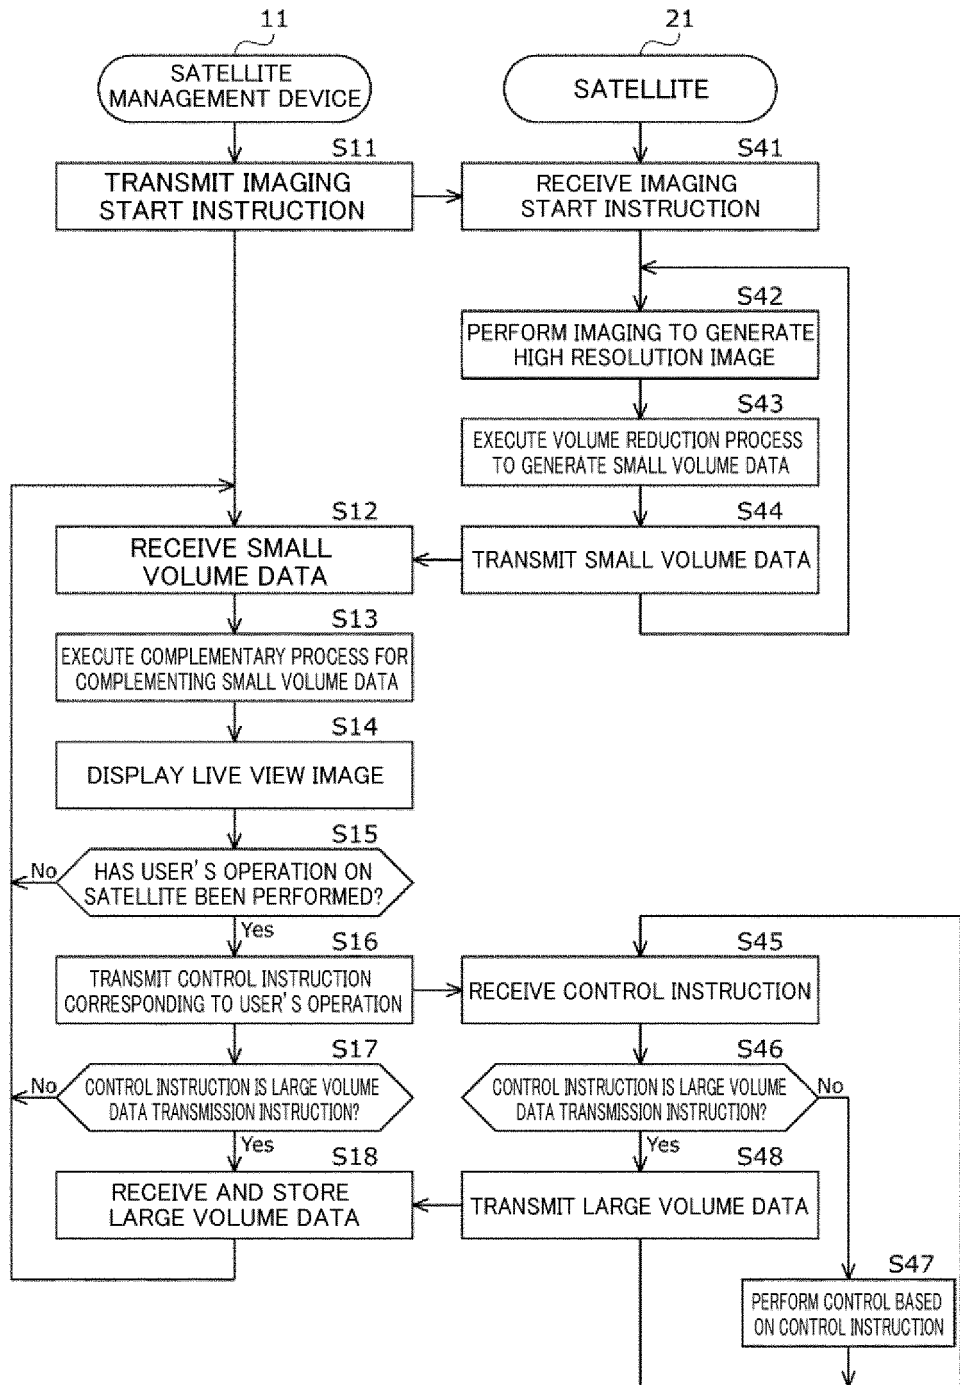 11
SATELLITE
MANAGEMENT DEVICE
21
SATELLITE
S11
TRANSMIT IMAGING
START INSTRUCTION
S41
RECEIVE IMAGING
START INSTRUCTION
S42
PERFORM IMAGING TO GENERATE
HIGH RESOLUTION IMAGE
S43
EXECUTE VOLUME REDUCTION PROCESS
TO GENERATE SMALL VOLUME DATA
S12
RECEIVE SMALL
VOLUME DATA
S44
TRANSMIT SMALL VOLUME DATA
S13
EXECUTE COMPLEMENTARY PROCESS FOR
COMPLEMENTING SMALL VOLUME DATA
S14
DISPLAY LIVE VIEW IMAGE
S15
No
HAS USER'S OPERATION ON
SATELLITE BEEN PERFORMED?
Yes
S16
TRANSMIT CONTROL INSTRUCTION
CORRESPONDING TO USER'S OPERATION
S45
RECEIVE CONTROL INSTRUCTION
S17
No
CONTROL INSTRUCTION IS LARGE VOLUME
DATA TRANSMISSION INSTRUCTION?
Yes
S46
CONTROL INSTRUCTION IS LARGE VOLUME
DATA TRANSMISSION INSTRUCTION?
No
Yes
S18
RECEIVE AND STORE
LARGE VOLUME DATA
S48
TRANSMIT LARGE VOLUME DATA
S47
PERFORM CONTROL BASED
ON CONTROL INSTRUCTION